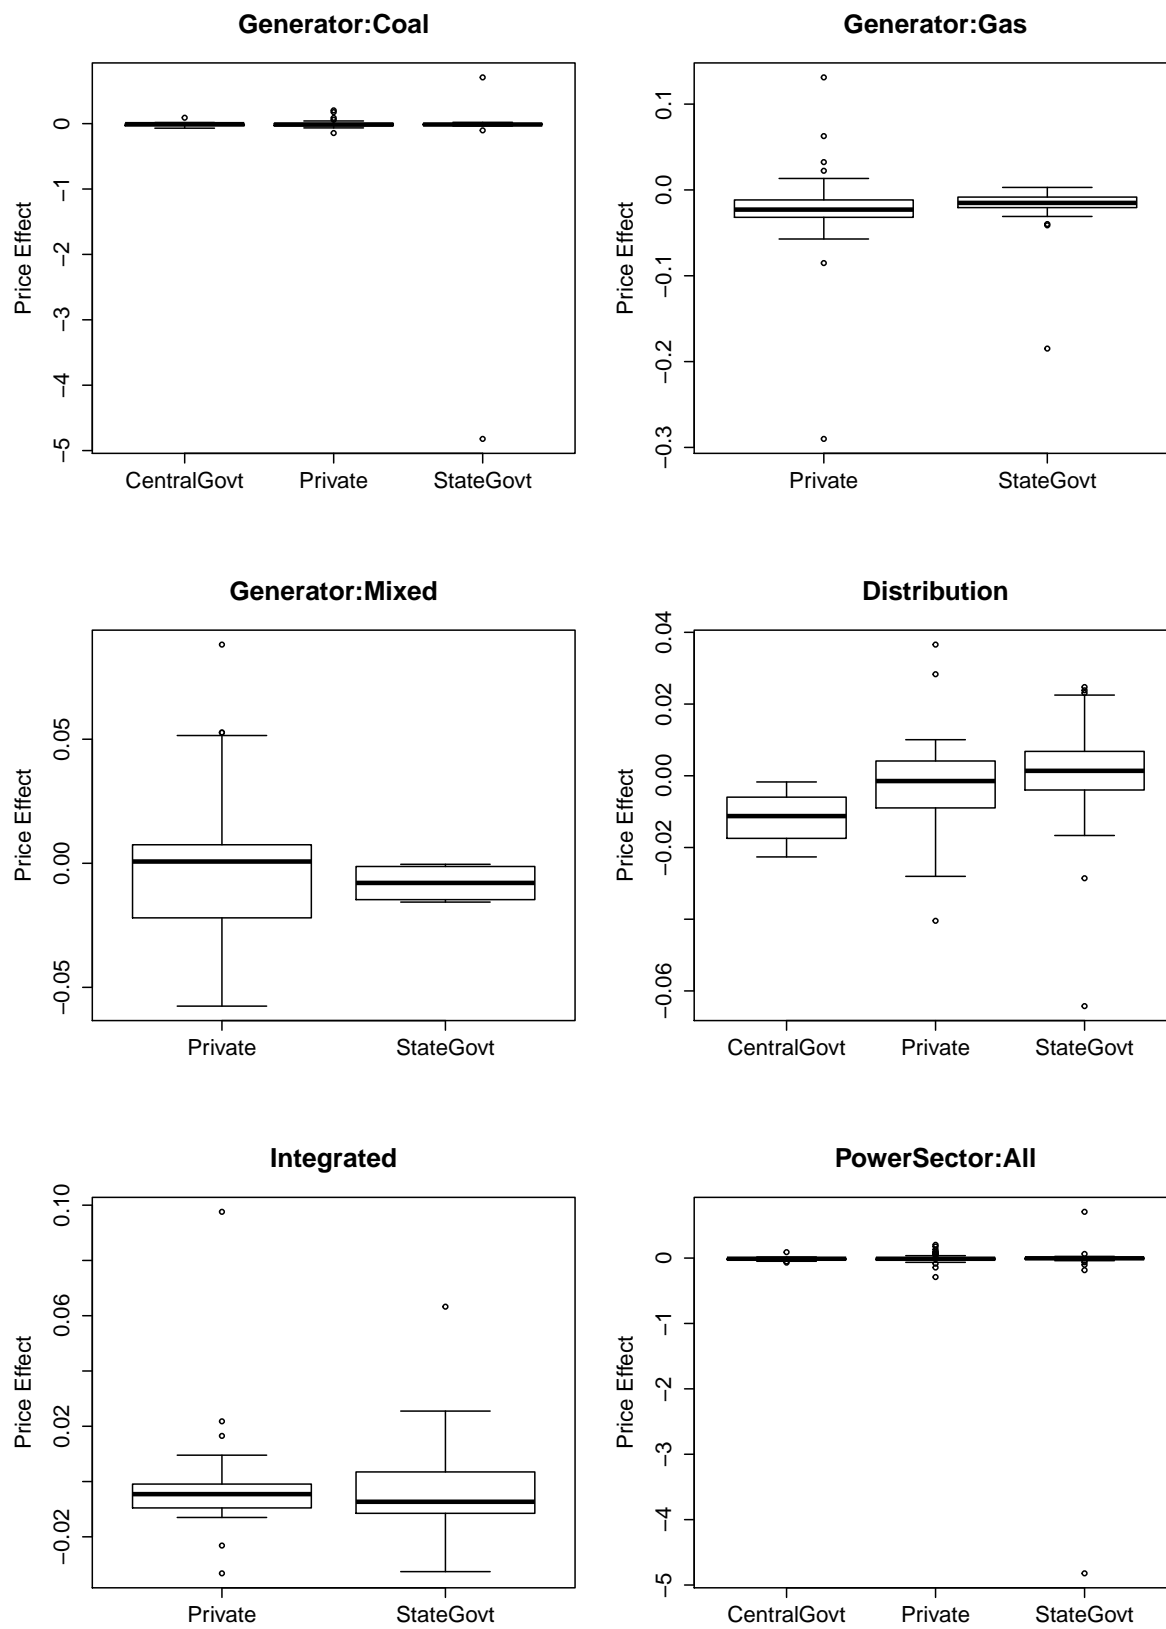 Generator:Coal
Price Effect
0
−1
−2
−3
−4
−5
CentralGovt Private StateGovt
Generator:Gas
Price Effect
0.1
0.0
−0.1
−0.2
−0.3
Private StateGovt
Generator:Mixed
Price Effect
0.05
0.00
−0.05
Private StateGovt
Distribution
Price Effect
0.04
0.02
0.00
−0.02
−0.06
CentralGovt Private StateGovt
Integrated
Price Effect
0.10
0.06
0.02
−0.02
Private StateGovt
PowerSector:All
Price Effect
0
−1
−2
−3
−4
−5
CentralGovt Private StateGovt